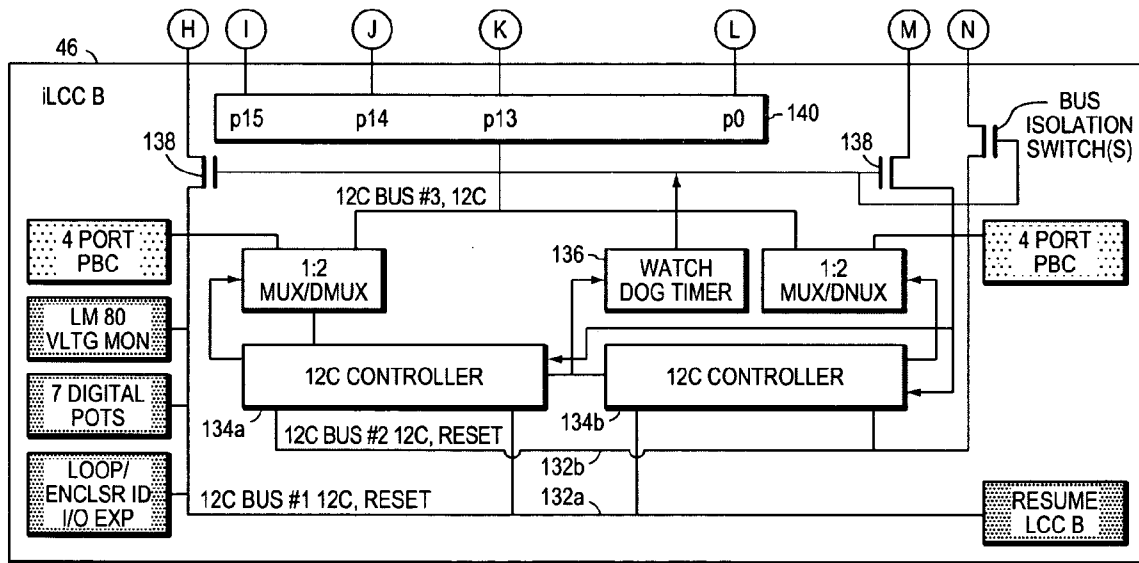 H I J K L M N
46
iLCC B
p15 p14 p13 p0
140
BUS
ISOLATION
SWITCH(S)
138
138
12C BUS #3, 12C
4 PORT
PBC
1:2
MUX/DMUX
136
WATCH
DOG TIMER
1:2
MUX/DNUX
4 PORT
PBC
LM 80
VLTG MON
12C CONTROLLER
12C CONTROLLER
7 DIGITAL
POTS
134a
134b
12C BUS #2 12C, RESET
132b
LOOP/
ENCLSR ID
I/O EXP
12C BUS #1 12C, RESET
132a
RESUME
LCC B